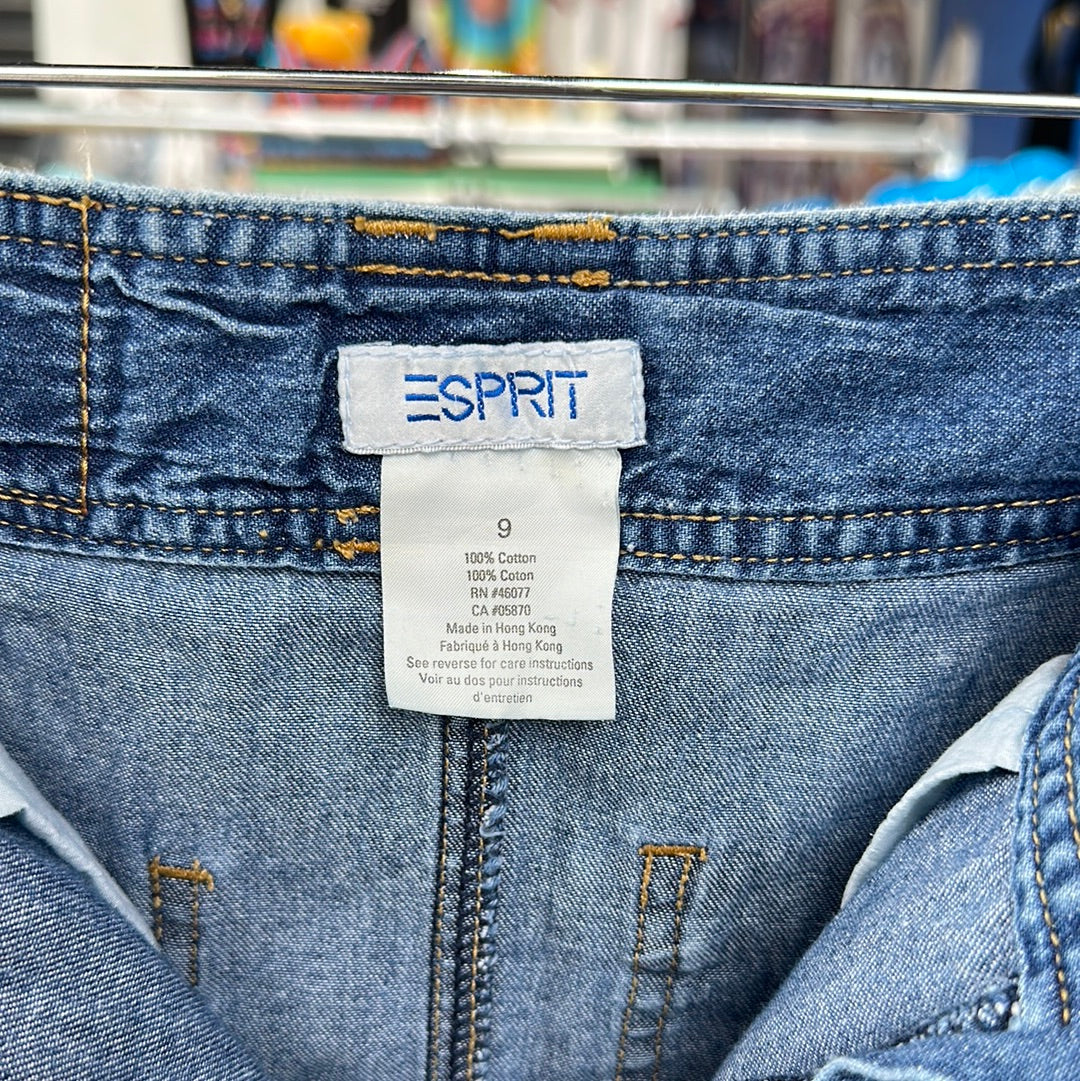 ESPRIT
9
100% Cotton
100% Coton
RN #46077
CA #05870
Made in Hong Kong
Fabriqué à Hong Kong
See reverse for care instructions
Voir au dos pour instructions
d'entretien